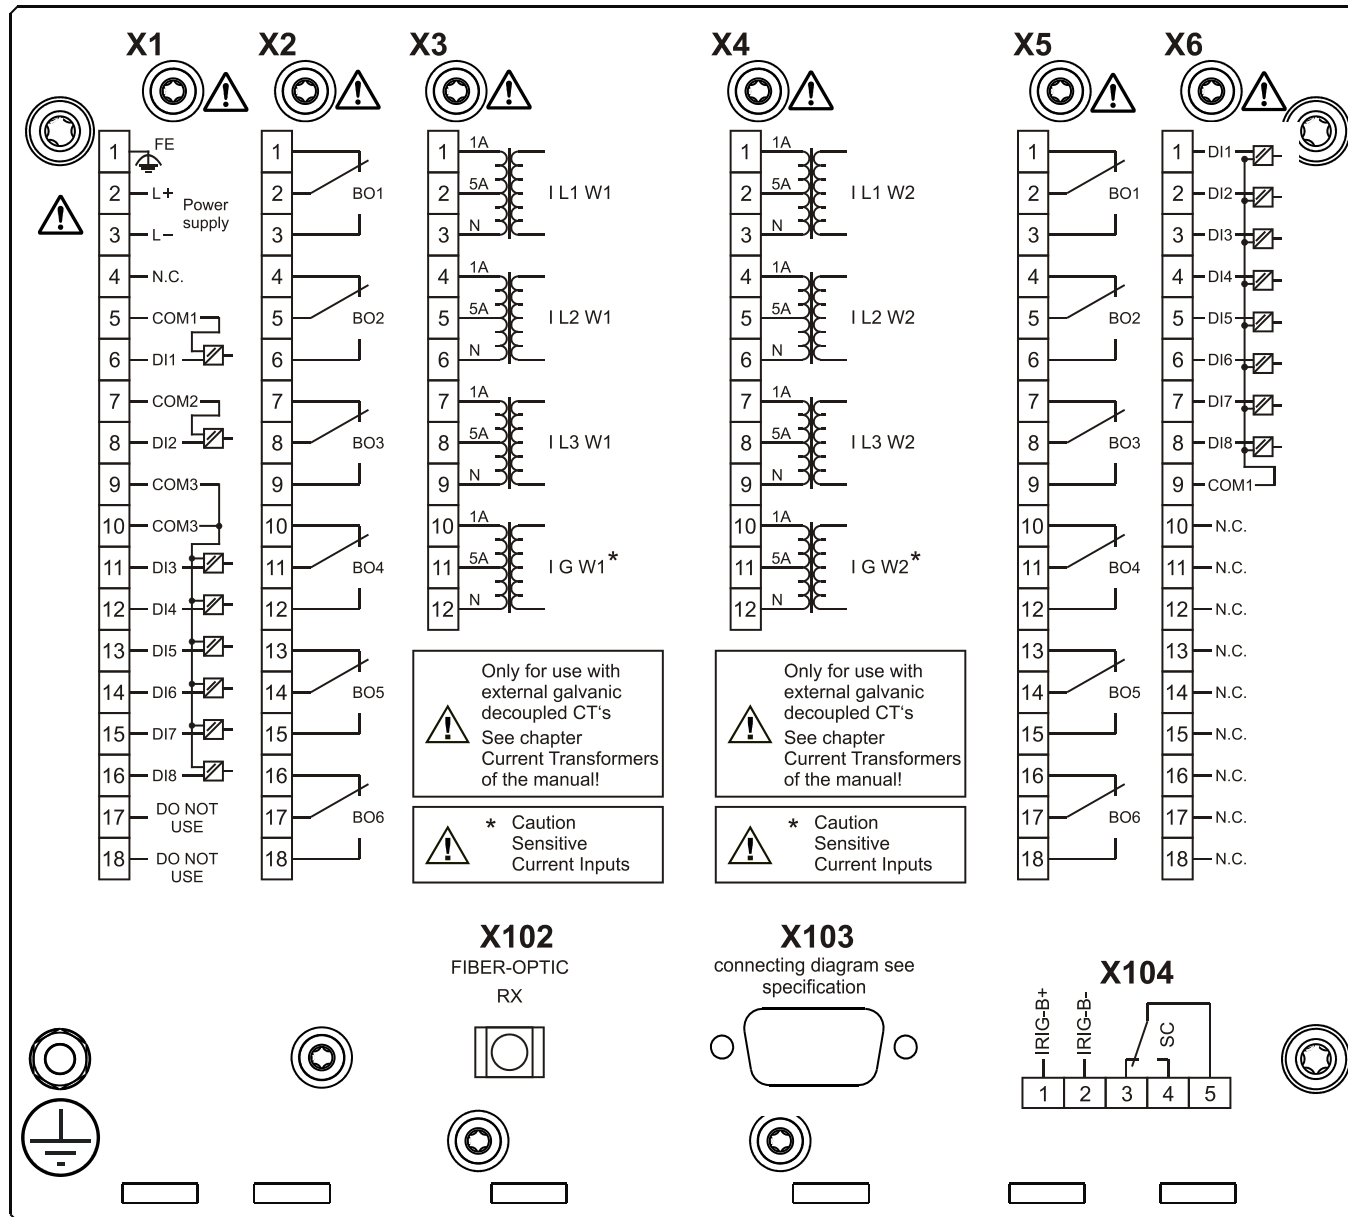 X1
X2
X3
X4
X5
X6
1 FE
2 L+
Power
supply
3 L–
4 N.C.
5 COM1
6 DI1
7 COM2
8 DI2
9 COM3
10 COM3
11 DI3
12 DI4
13 DI5
14 DI6
15 DI7
16 DI8
17 DO NOT
USE
18 DO NOT
USE
1
2 BO1
3
4
5 BO2
6
7
8 BO3
9
10
11 BO4
12
13
14 BO5
15
16
17 BO6
18
1 1A
2 5A I L1 W1
3 N
4 1A
5 5A I L2 W1
6 N
7 1A
8 5A I L3 W1
9 N
10 1A
11 5A I G W1*
12 N
Only for use with
external galvanic
decoupled CT‘s
See chapter
Current Transformers
of the manual!
* Caution
Sensitive
Current Inputs
1 1A
2 5A I L1 W2
3 N
4 1A
5 5A I L2 W2
6 N
7 1A
8 5A I L3 W2
9 N
10 1A
11 5A I G W2*
12 N
Only for use with
external galvanic
decoupled CT‘s
See chapter
Current Transformers
of the manual!
* Caution
Sensitive
Current Inputs
1
2 BO1
3
4
5 BO2
6
7
8 BO3
9
10
11 BO4
12
13
14 BO5
15
16
17 BO6
18
1 DI1
2 DI2
3 DI3
4 DI4
5 DI5
6 DI6
7 DI7
8 DI8
9 COM1
10 N.C.
11 N.C.
12 N.C.
13 N.C.
14 N.C.
15 N.C.
16 N.C.
17 N.C.
18 N.C.
X102
FIBER-OPTIC
RX
X103
connecting diagram see
specification
X104
IRIG-B+
IRIG-B-
SC
1 2 3 4 5